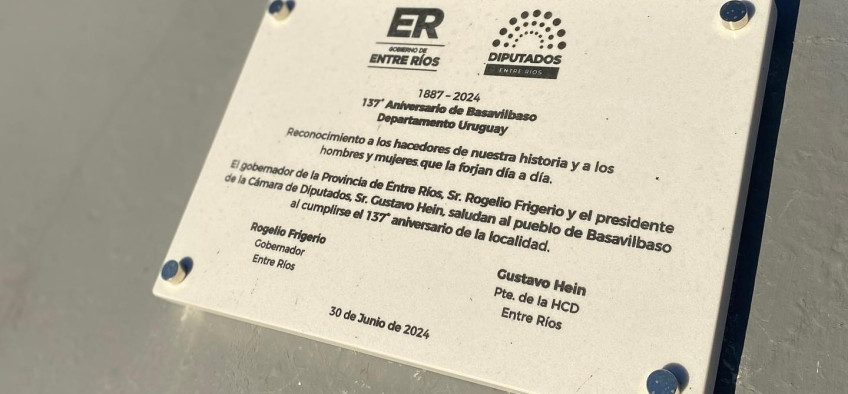 ER
GOBIERNO DE
ENTRE RÍOS
DIPUTADOS
ENTRE RÍOS
1887 - 2024
137° Aniversario de Basavilbaso
Departamento Uruguay
Reconocimiento a los hacedores de nuestra historia y a los
hombres y mujeres que la forjan día a día.
El gobernador de la Provincia de Entre Ríos, Sr. Rogelio Frigerio y el presidente
de la Cámara de Diputados, Sr. Gustavo Hein, saludan al pueblo de Basavilbaso
al cumplirse el 137° aniversario de la localidad.
Rogelio Frigerio
Gobernador
Entre Ríos
Gustavo Hein
Pte. de la HCD
Entre Ríos
30 de Junio de 2024